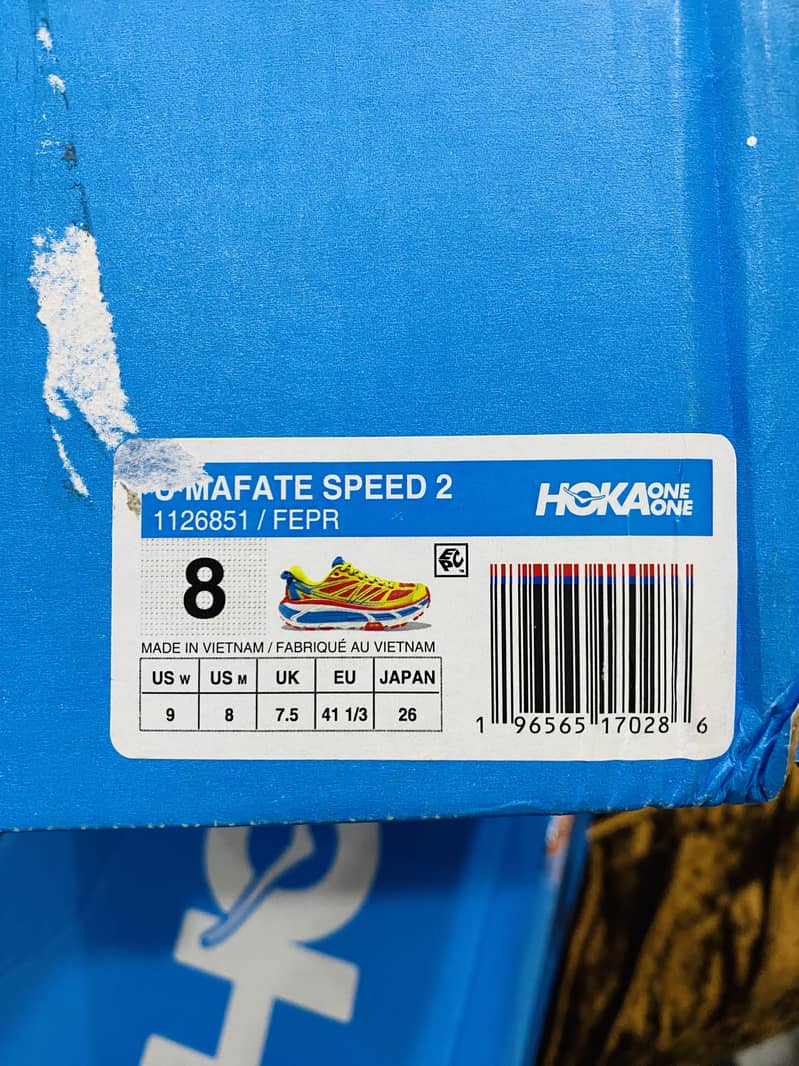 U MAFATE SPEED 2
1126851 / FEPR
HOKA ONE ONE
8
EPC
MADE IN VIETNAM / FABRIQUÉ AU VIETNAM
US W US M UK EU JAPAN
9 8 7.5 41 1/3 26
1 96565 17028 6